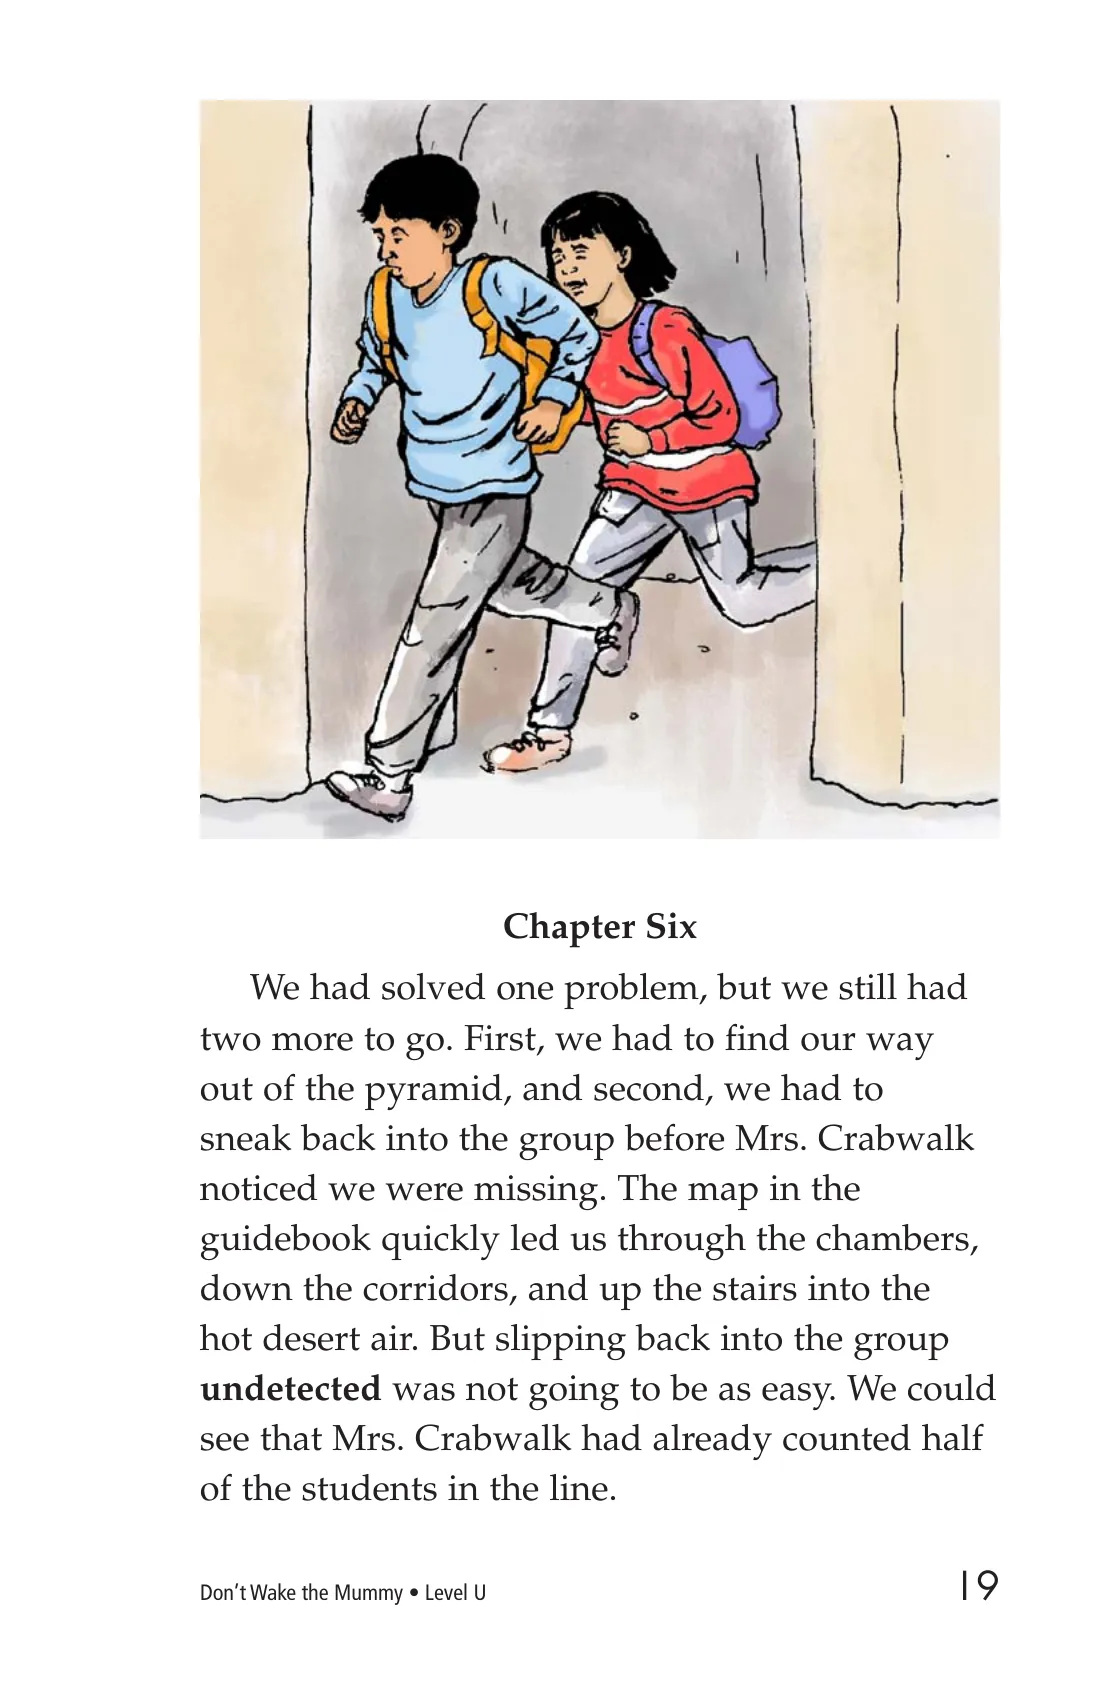 Chapter Six
We had solved one problem, but we still had
two more to go. First, we had to find our way
out of the pyramid, and second, we had to
sneak back into the group before Mrs. Crabwalk
noticed we were missing. The map in the
guidebook quickly led us through the chambers,
down the corridors, and up the stairs into the
hot desert air. But slipping back into the group
undetected was not going to be as easy. We could
see that Mrs. Crabwalk had already counted half
of the students in the line.
Don't Wake the Mummy • Level U
19